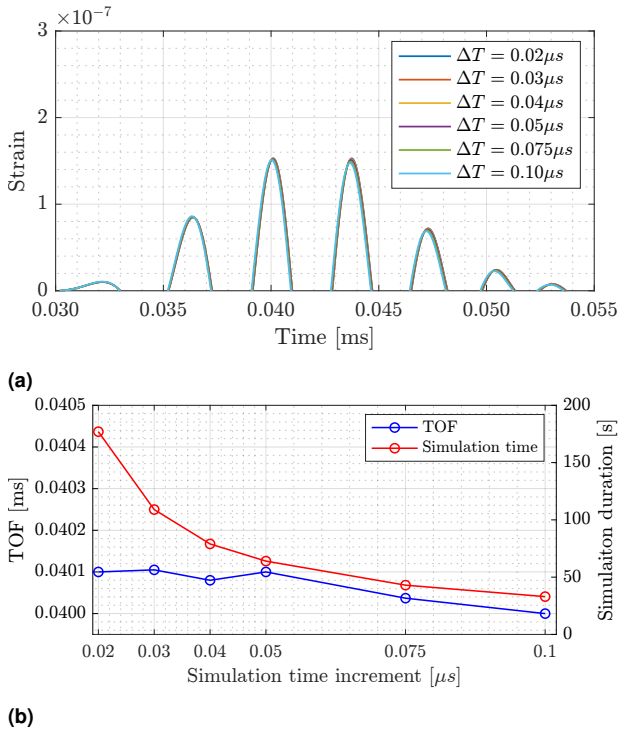 ×10⁻⁷
3
2
1
0
Strain
ΔT = 0.02μs
ΔT = 0.03μs
ΔT = 0.04μs
ΔT = 0.05μs
ΔT = 0.075μs
ΔT = 0.10μs
0.030 0.035 0.040 0.045 0.050 0.055
Time [ms]
(a)
0.0405
0.0404
0.0403
0.0402
0.0401
0.0400
TOF [ms]
TOF
Simulation time
200
150
100
50
0
Simulaiton duration [s]
0.02 0.03 0.04 0.05 0.075 0.1
Simulation time increment [μs]
(b)